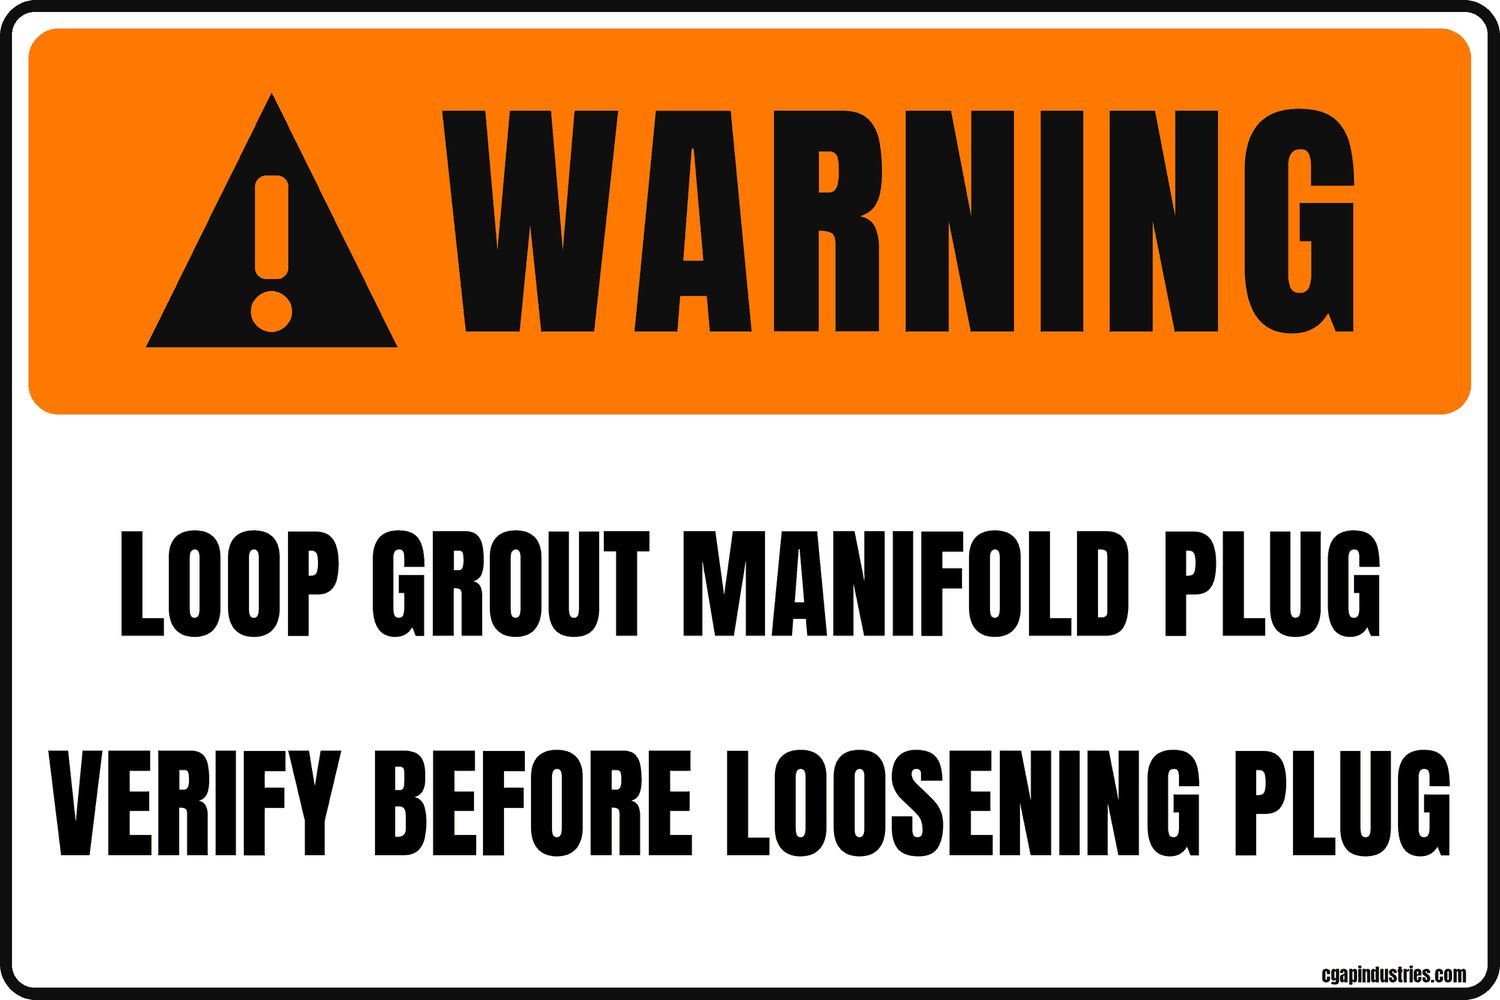 WARNING
LOOP GROUT MANIFOLD PLUG
VERIFY BEFORE LOOSENING PLUG
cgapindustries.com